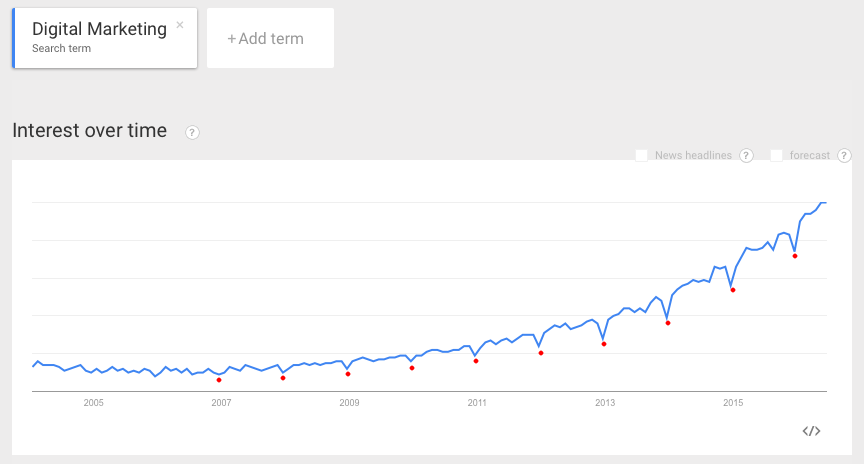 Digital Marketing ×
Search term
+ Add term
Interest over time ?
News headlines ? forecast ?
2005 2007 2009 2011 2013 2015
</>